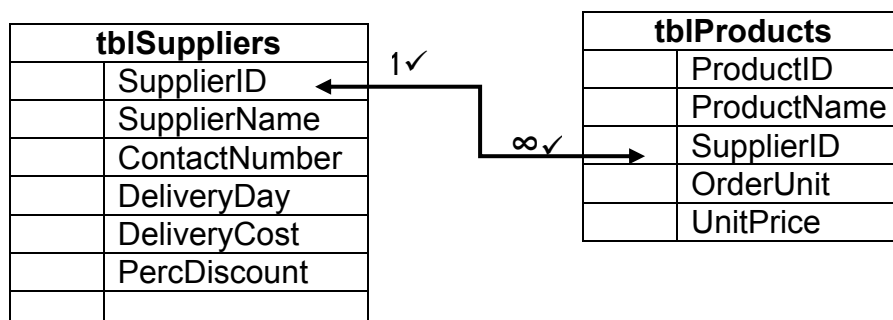 tblSuppliers
SupplierID
SupplierName
ContactNumber
DeliveryDay
DeliveryCost
PercDiscount
1✓
∞✓
tblProducts
ProductID
ProductName
SupplierID
OrderUnit
UnitPrice